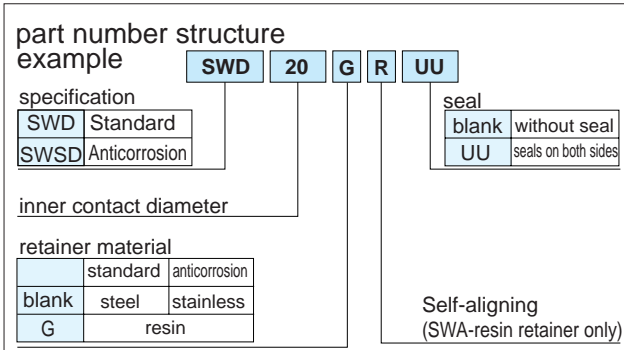 part number structure
example
SWD 20 G R UU
specification
SWD Standard
SWSD Anticorrosion
seal
blank without seal
UU seals on both sides
inner contact diameter
retainer material
standard anticorrosion
blank steel stainless
G resin
Self-aligning
(SWA-resin retainer only)